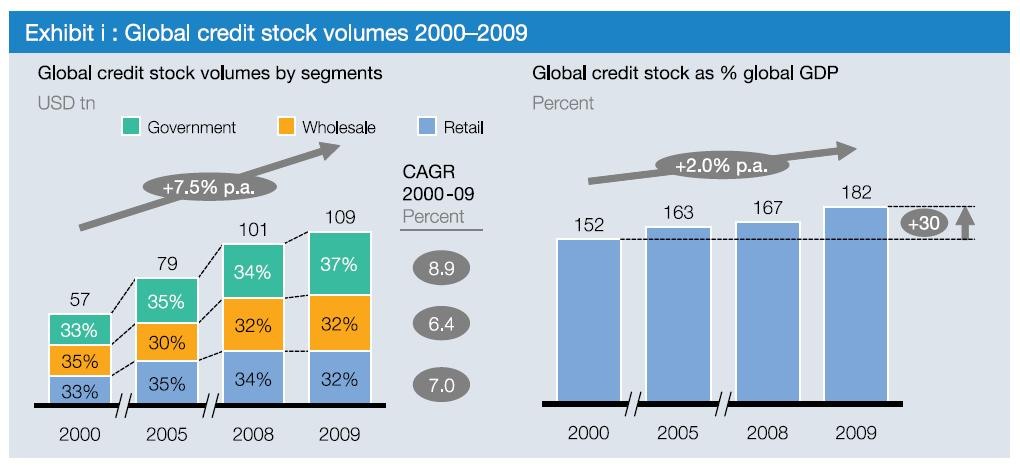 Exhibit i : Global credit stock volumes 2000–2009
Global credit stock volumes by segments
USD tn
Government Wholesale Retail
+7.5% p.a.
CAGR
2000-09
Percent
57 79 101 109
33% 35% 34% 37%
35% 30% 32% 32%
33% 35% 34% 32%
8.9
6.4
7.0
2000 2005 2008 2009
Global credit stock as % global GDP
Percent
+2.0% p.a.
152 163 167 182
+30
2000 2005 2008 2009